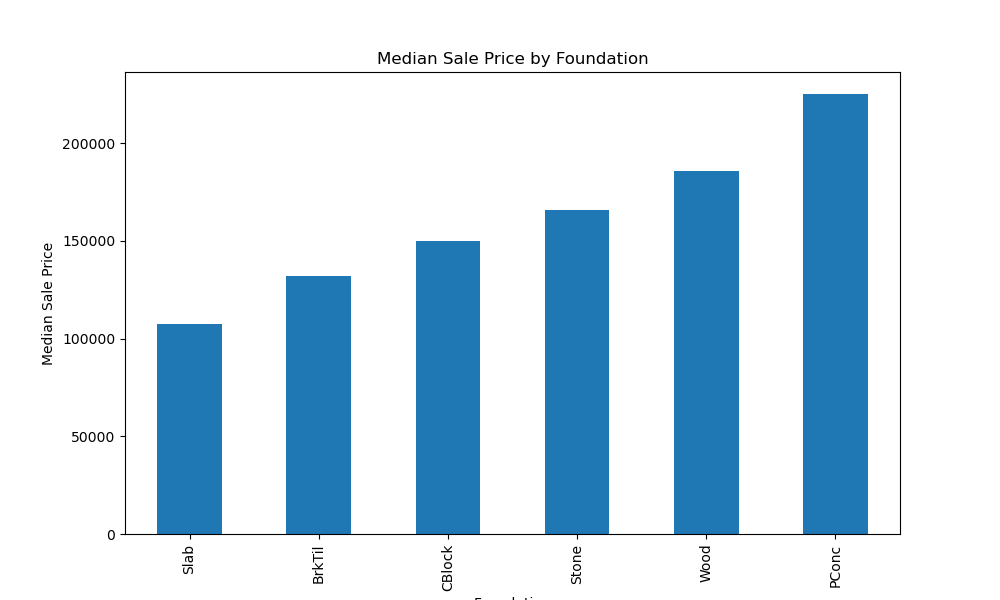 Median Sale Price by Foundation
Median Sale Price
200000
150000
100000
50000
0
Slab
BrkTil
CBlock
Stone
Wood
PConc